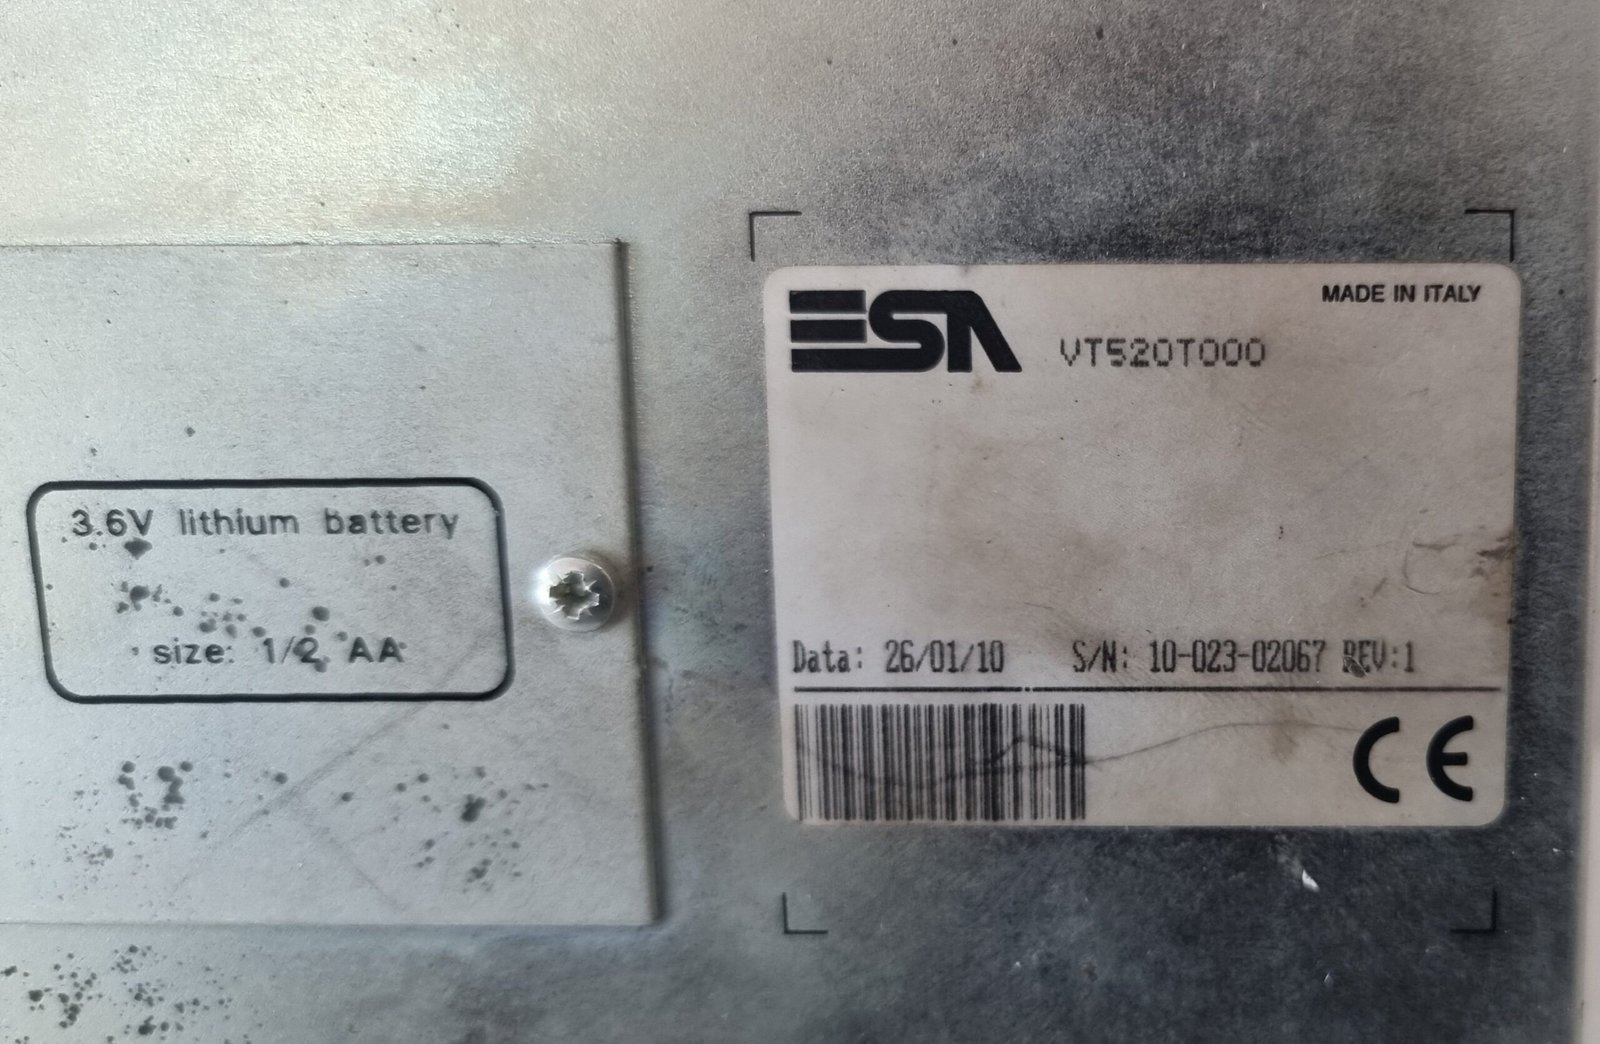 3.6V lithium battery
size: 1/2 AA
ESA
MADE IN ITALY
VT520T000
Data: 26/01/10 S/N: 10-023-02067 REV:1
CE